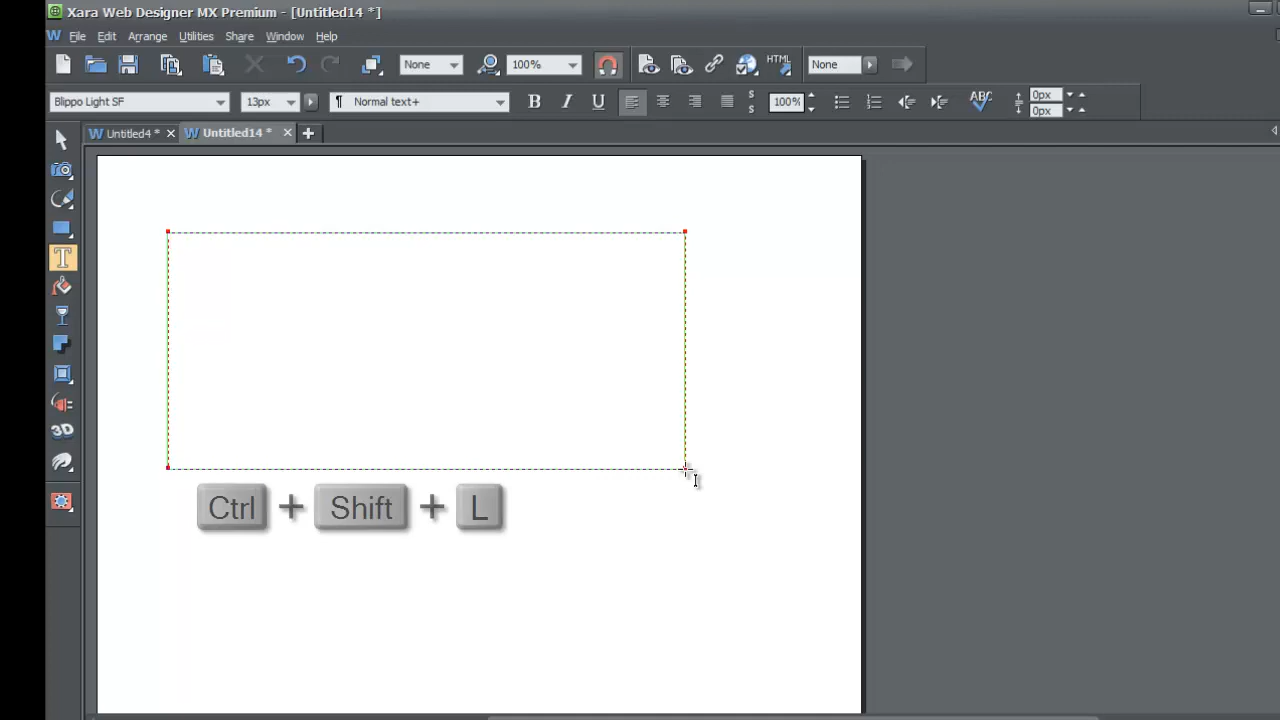 Xara Web Designer MX Premium - [Untitled14 *]
W File Edit Arrange Utilities Share Window Help
None 100% HTML None
Blippo Light SF 13px ¶ Normal text+ B I U S S 100% ABC 0px
0px
W Untitled4 * W Untitled14 *
T
3D
Ctrl + Shift + L